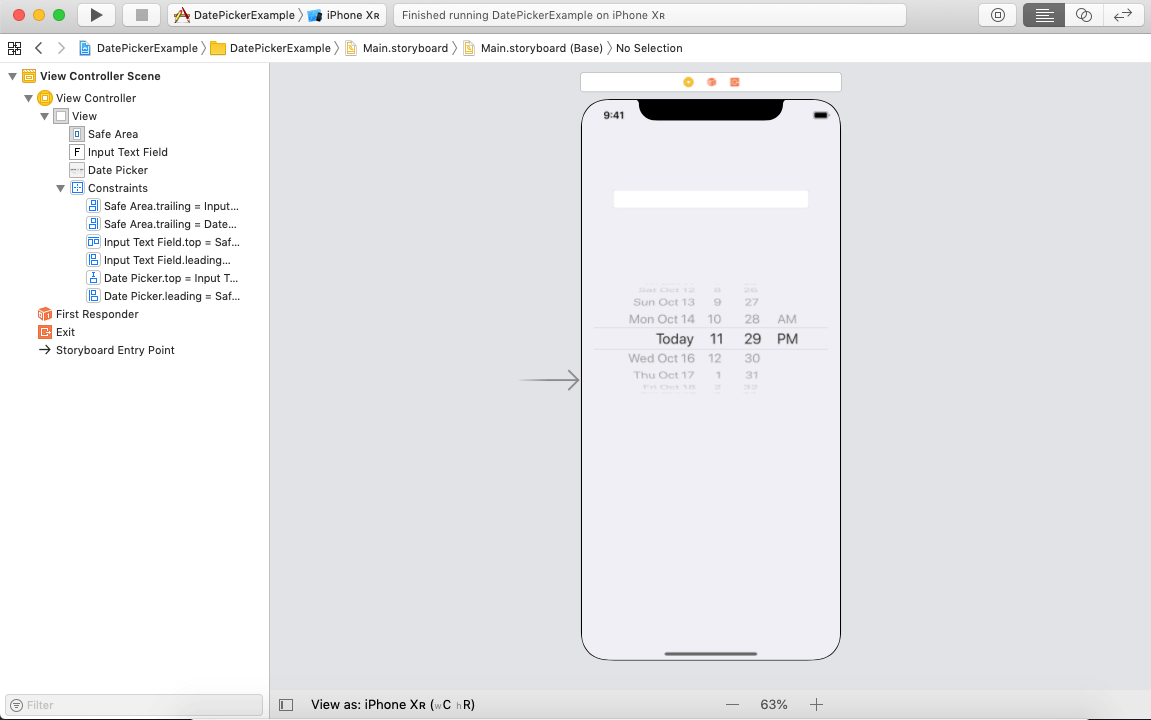 DatePickerExample iPhone XR Finished running DatePickerExample on iPhone XR
DatePickerExample DatePickerExample Main.storyboard Main.storyboard (Base) No Selection
View Controller Scene
View Controller
View
Safe Area
F Input Text Field
Date Picker
Constraints
Safe Area.trailing = Input...
Safe Area.trailing = Date...
Input Text Field.top = Saf...
Input Text Field.leading...
Date Picker.top = Input T...
Date Picker.leading = Saf...
First Responder
Exit
Storyboard Entry Point
Filter
9:41
Sat Oct 12 8 26
Sun Oct 13 9 27
Mon Oct 14 10 28 AM
Today 11 29 PM
Wed Oct 16 12 30
Thu Oct 17 1 31
Fri Oct 18 2 32
View as: iPhone XR (wC hR) 63%